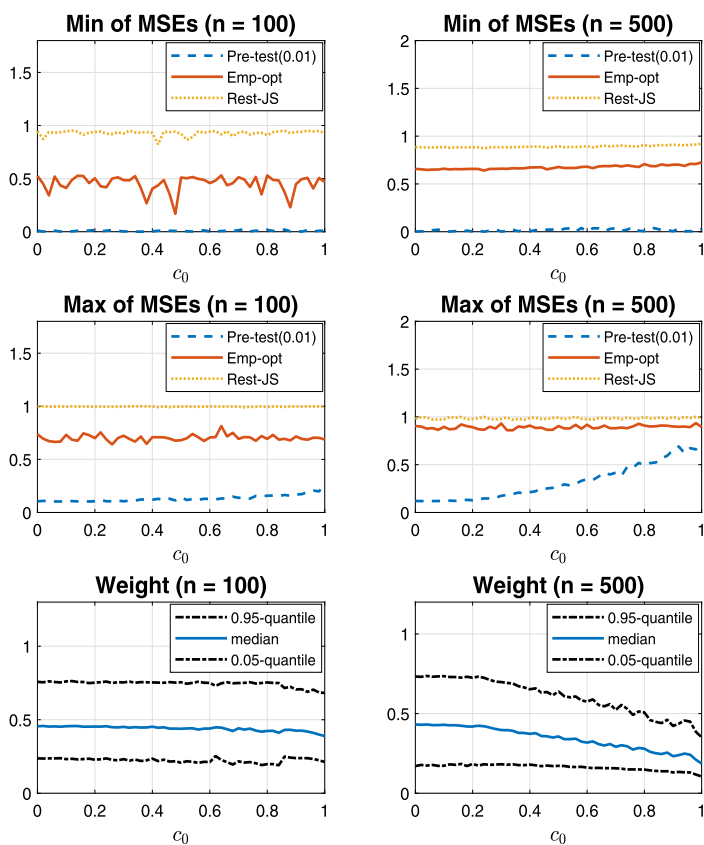 Min of MSEs (n = 100)
Pre-test(0.01)
Emp-opt
Rest-JS
1.5
1
0.5
0
0 0.2 0.4 0.6 0.8 1
c0
Min of MSEs (n = 500)
Pre-test(0.01)
Emp-opt
Rest-JS
2
1.5
1
0.5
0
0 0.2 0.4 0.6 0.8 1
c0
Max of MSEs (n = 100)
Pre-test(0.01)
Emp-opt
Rest-JS
1.5
1
0.5
0
0 0.2 0.4 0.6 0.8 1
c0
Max of MSEs (n = 500)
Pre-test(0.01)
Emp-opt
Rest-JS
2
1.5
1
0.5
0
0 0.2 0.4 0.6 0.8 1
c0
Weight (n = 100)
0.95-quantile
median
0.05-quantile
1
0.5
0
0 0.2 0.4 0.6 0.8 1
c0
Weight (n = 500)
0.95-quantile
median
0.05-quantile
1
0.5
0
0 0.2 0.4 0.6 0.8 1
c0